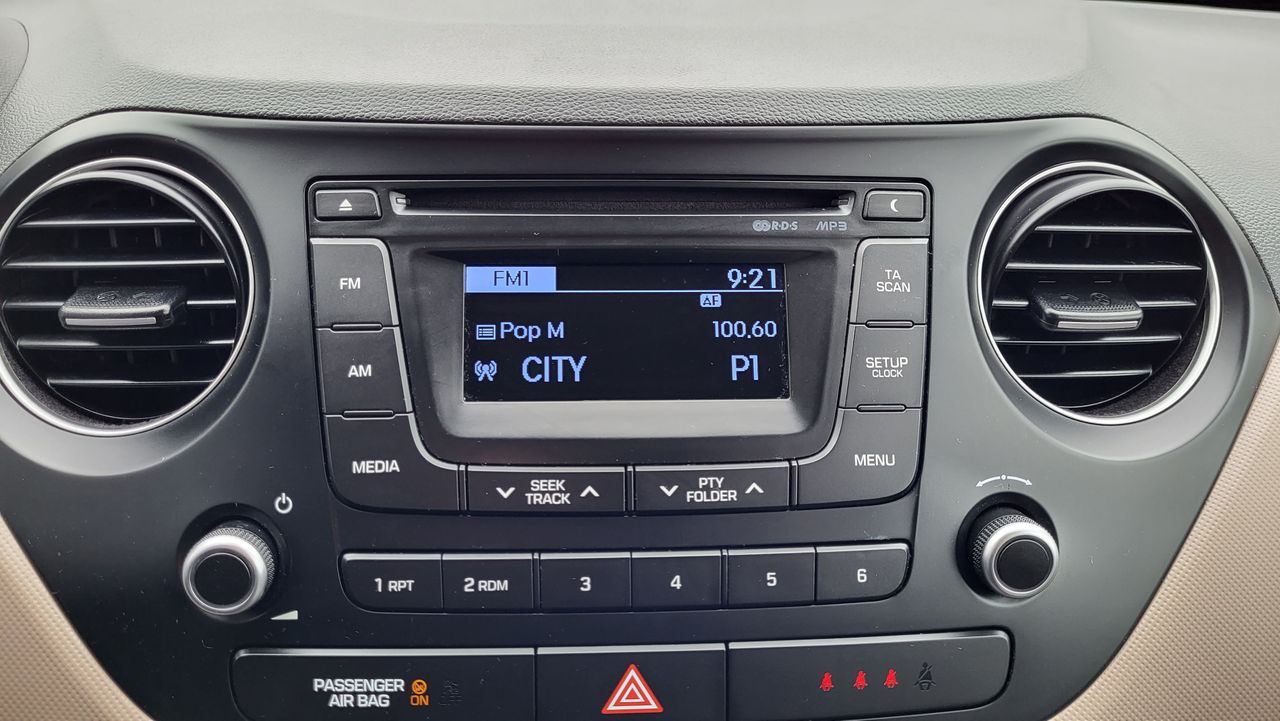 R·D·S MP3
FM
FM1 9:21
AF
TA
SCAN
Pop M 100.60
AM
CITY P1
SETUP
CLOCK
MEDIA
SEEK
TRACK
PTY
FOLDER
MENU
1 RPT
2 RDM
3
4
5
6
PASSENGER
AIR BAG ON